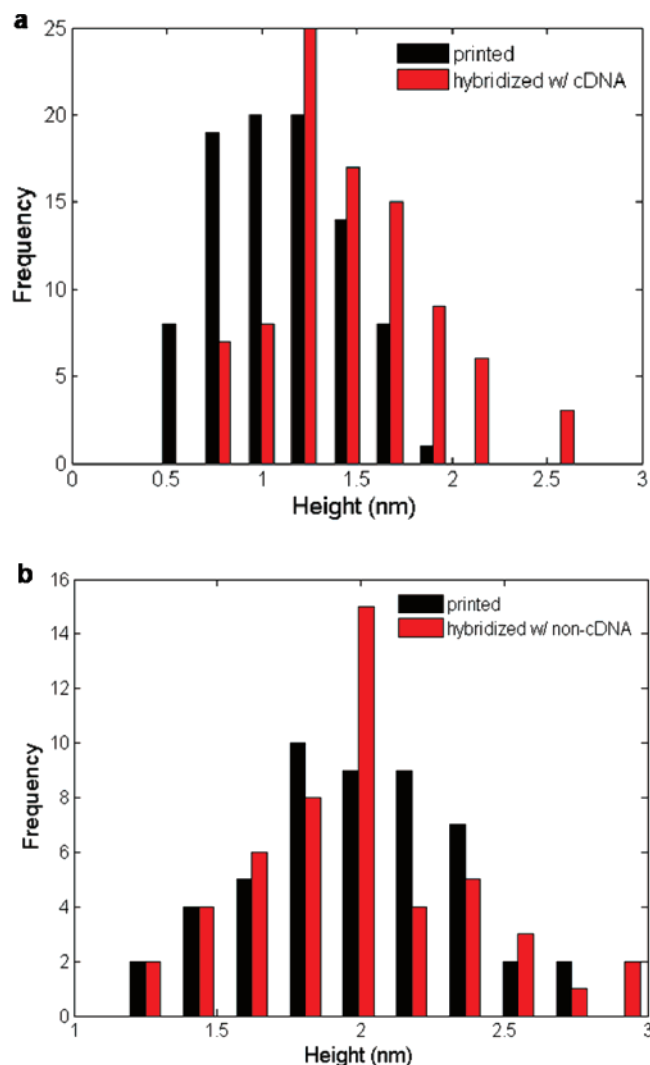 a
25
20
15
10
5
0
Frequency
printed
hybridized w/ cDNA
0 0.5 1 1.5 2 2.5 3
Height (nm)
b
16
14
12
10
8
6
4
2
0
Frequency
printed
hybridized w/ non-cDNA
1 1.5 2 2.5 3
Height (nm)